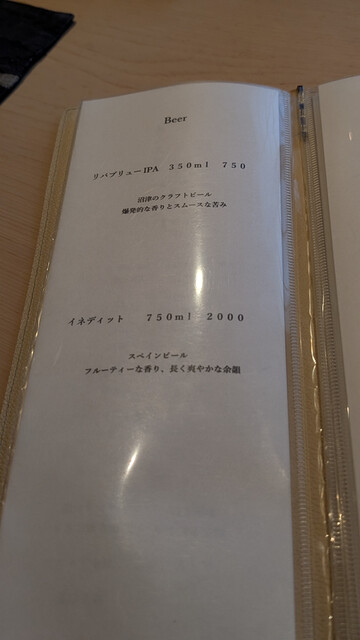 Beer
リパブリューIPA 350ml 750
沼津のクラフトビール
爆発的な香りとスムースな苦み
イネディット 750ml 2000
スペインビール
フルーティーな香り、長く爽やかな余韻